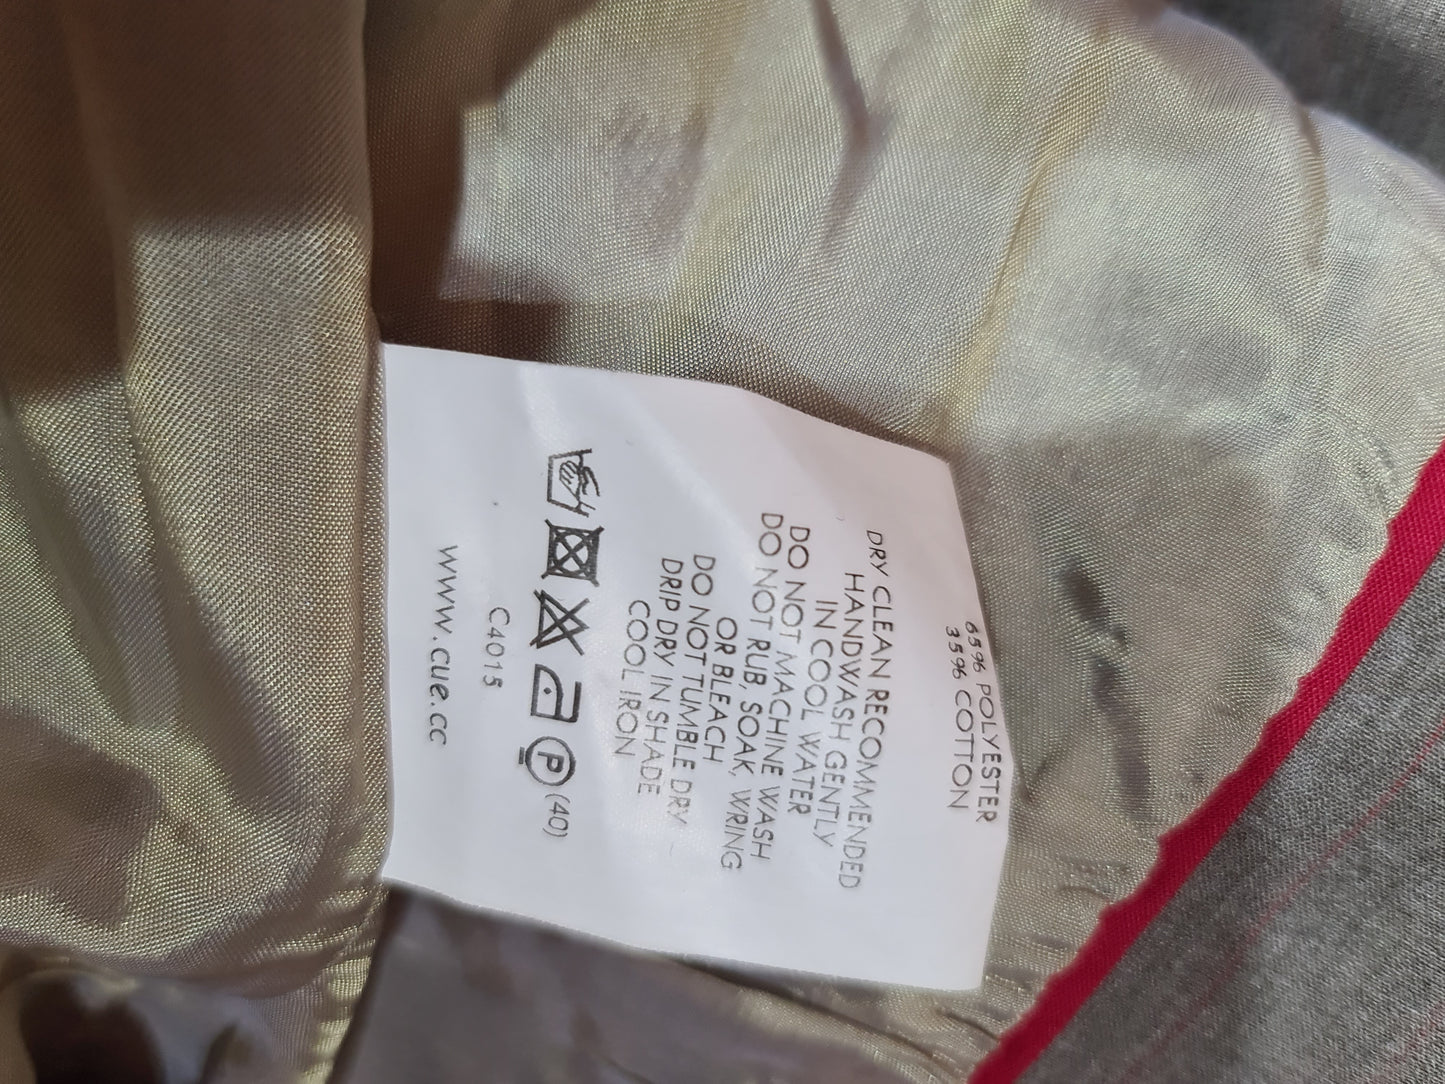 65% POLYESTER
35% COTTON
DRY CLEAN RECOMMENDED
HANDWASH GENTLY
IN COOL WATER
DO NOT MACHINE WASH
DO NOT RUB, SOAK, WRING
OR BLEACH
DO NOT TUMBLE DRY
DRIP DRY IN SHADE
COOL IRON
P (40)
C4015
www.cue.cc